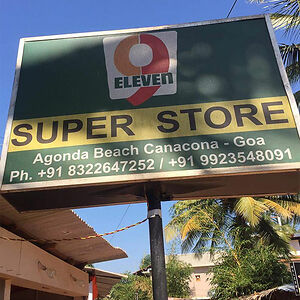 9
ELEVEN
SUPER STORE
Agonda Beach Canacona - Goa
Ph. +91 8322647252 / +91 9923548091